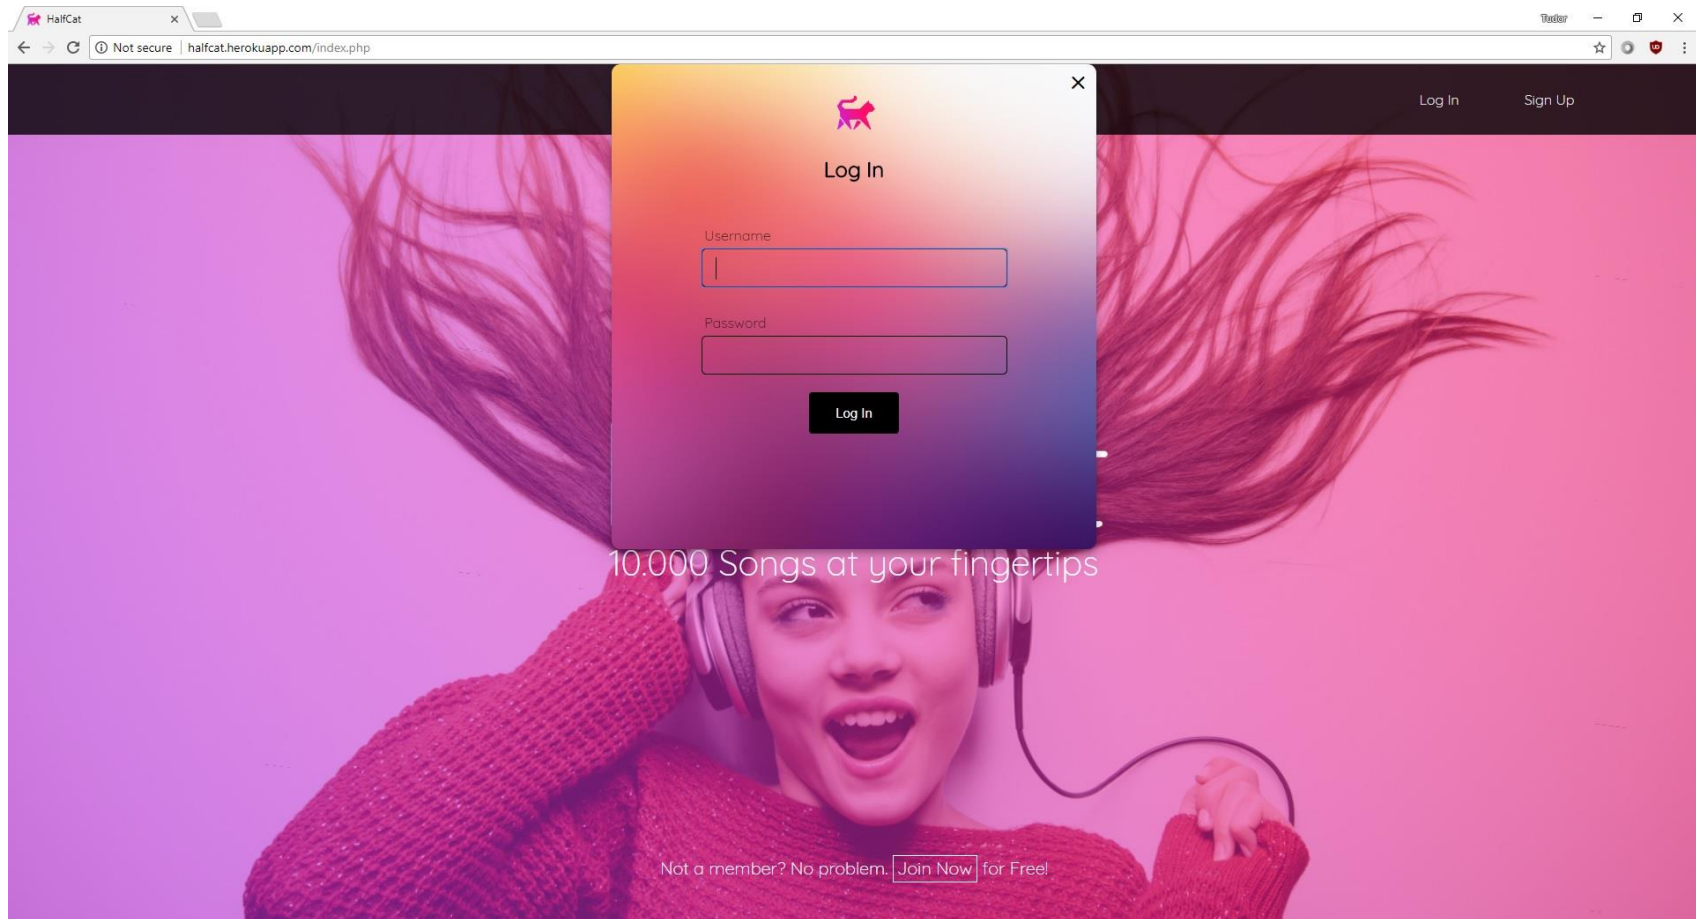 HalfCat
Tudor
Not secure | halfcat.herokuapp.com/index.php
Log In
Sign Up
Log In
Username
Password
Log In
10.000 Songs at your fingertips
Not a member? No problem. Join Now for Free!